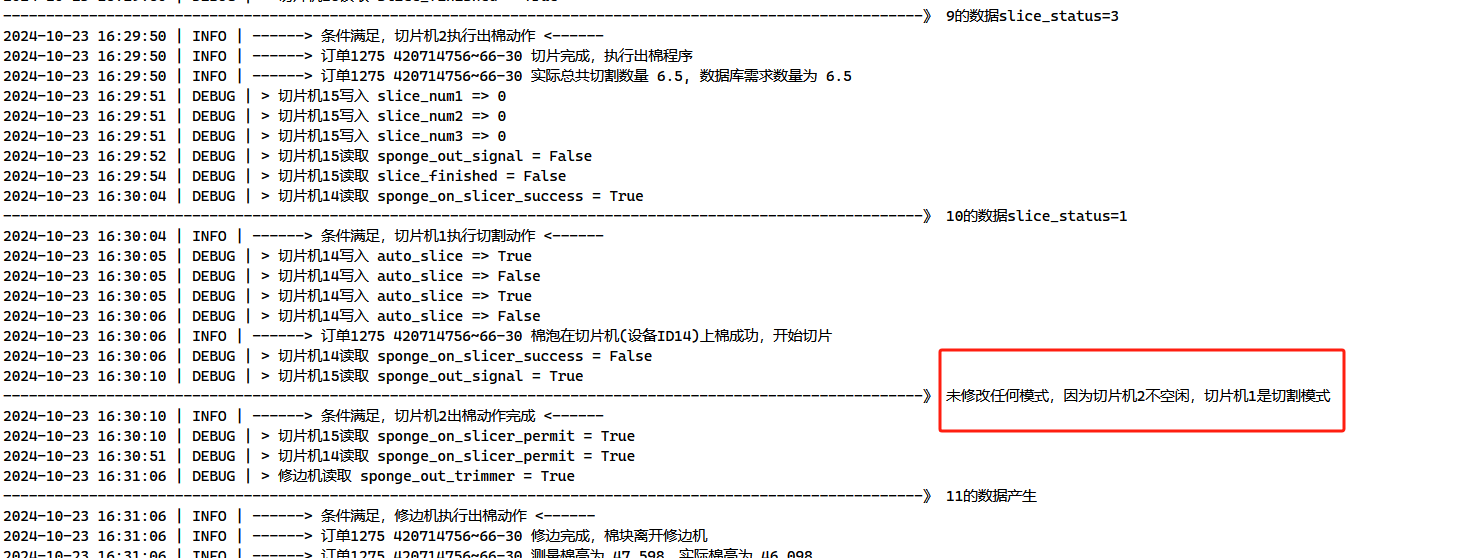 ----------------------------------------------------------------------------------------------------------》 9的数据slice_status=3
2024-10-23 16:29:50 | INFO | ------> 条件满足，切片机2执行出棉动作 <------
2024-10-23 16:29:50 | INFO | ------> 订单1275 420714756~66-30 切片完成，执行出棉程序
2024-10-23 16:29:50 | INFO | ------> 订单1275 420714756~66-30 实际总共切割数量 6.5, 数据库需求数量为 6.5
2024-10-23 16:29:51 | DEBUG | > 切片机15写入 slice_num1 => 0
2024-10-23 16:29:51 | DEBUG | > 切片机15写入 slice_num2 => 0
2024-10-23 16:29:51 | DEBUG | > 切片机15写入 slice_num3 => 0
2024-10-23 16:29:52 | DEBUG | > 切片机15读取 sponge_out_signal = False
2024-10-23 16:29:54 | DEBUG | > 切片机15读取 slice_finished = False
2024-10-23 16:30:04 | DEBUG | > 切片机14读取 sponge_on_slicer_success = True
----------------------------------------------------------------------------------------------------------》 10的数据slice_status=1
2024-10-23 16:30:04 | INFO | ------> 条件满足，切片机1执行切割动作 <------
2024-10-23 16:30:05 | DEBUG | > 切片机14写入 auto_slice => True
2024-10-23 16:30:05 | DEBUG | > 切片机14写入 auto_slice => False
2024-10-23 16:30:05 | DEBUG | > 切片机14写入 auto_slice => True
2024-10-23 16:30:06 | DEBUG | > 切片机14写入 auto_slice => False
2024-10-23 16:30:06 | INFO | ------> 订单1275 420714756~66-30 棉泡在切片机(设备ID14)上棉成功，开始切片
2024-10-23 16:30:06 | DEBUG | > 切片机14读取 sponge_on_slicer_success = False
2024-10-23 16:30:10 | DEBUG | > 切片机15读取 sponge_out_signal = True
----------------------------------------------------------------------------------------------------------》 未修改任何模式，因为切片机2不空闲，切片机1是切割模式
2024-10-23 16:30:10 | INFO | ------> 条件满足，切片机2出棉动作完成 <------
2024-10-23 16:30:10 | DEBUG | > 切片机15读取 sponge_on_slicer_permit = True
2024-10-23 16:30:51 | DEBUG | > 切片机14读取 sponge_on_slicer_permit = True
2024-10-23 16:31:06 | DEBUG | > 修边机读取 sponge_out_trimmer = True
----------------------------------------------------------------------------------------------------------》 11的数据产生
2024-10-23 16:31:06 | INFO | ------> 条件满足，修边机执行出棉动作 <------
2024-10-23 16:31:06 | INFO | ------> 订单1275 420714756~66-30 修边完成，棉块离开修边机
2024-10-23 16:31:06 | INFO | ------> 订单1275 420714756~66-30 测量棉高为 47.598，实际棉高为 46.098